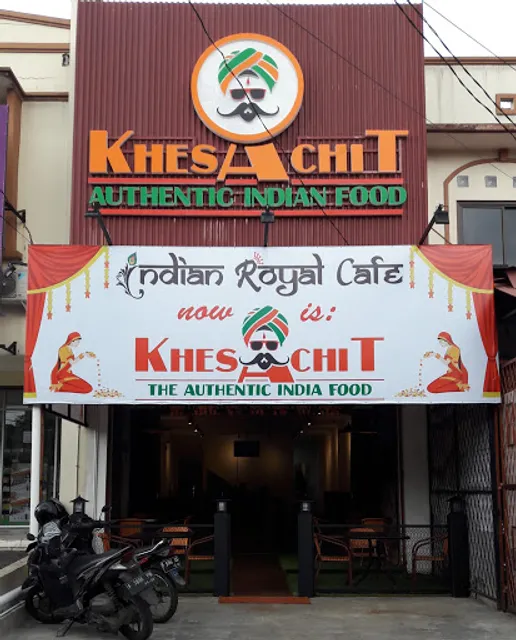 KHESACHIT
AUTHENTIC INDIAN FOOD
Indian Royal Cafe
now is:
KHESACHIT
THE AUTHENTIC INDIA FOOD